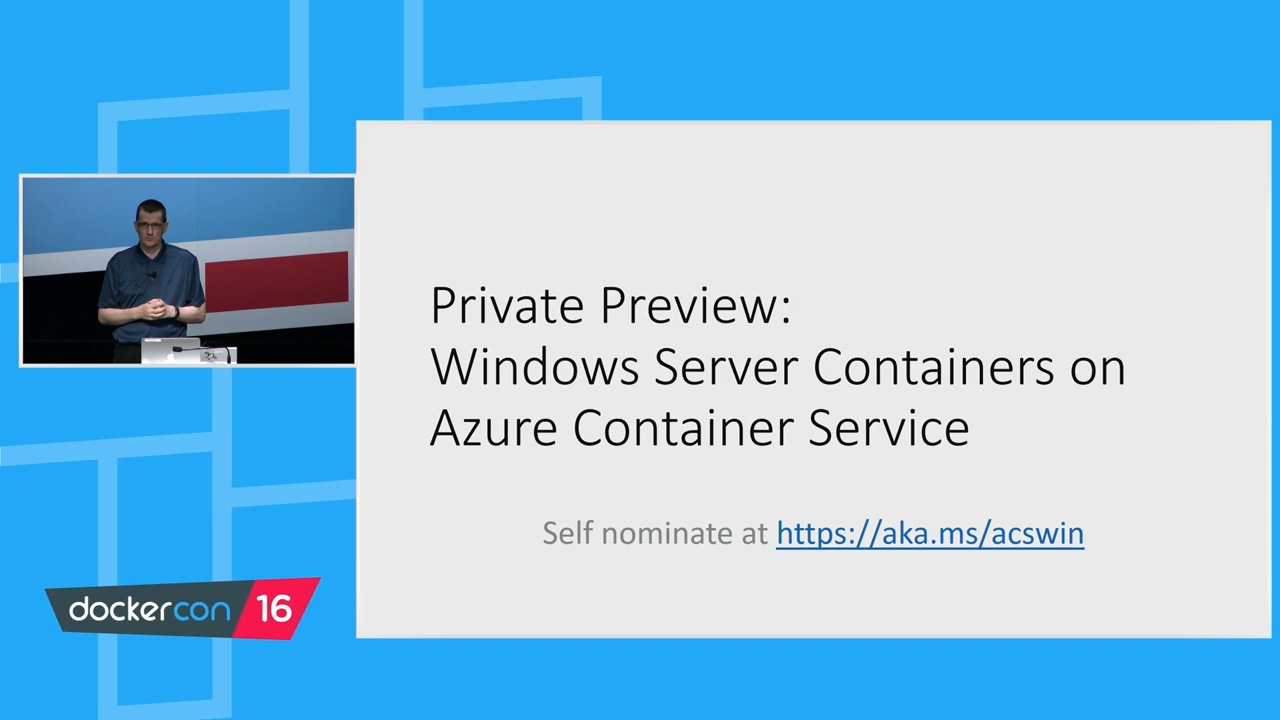 Private Preview:
Windows Server Containers on
Azure Container Service
Self nominate at https://aka.ms/acswin
dockercon 16